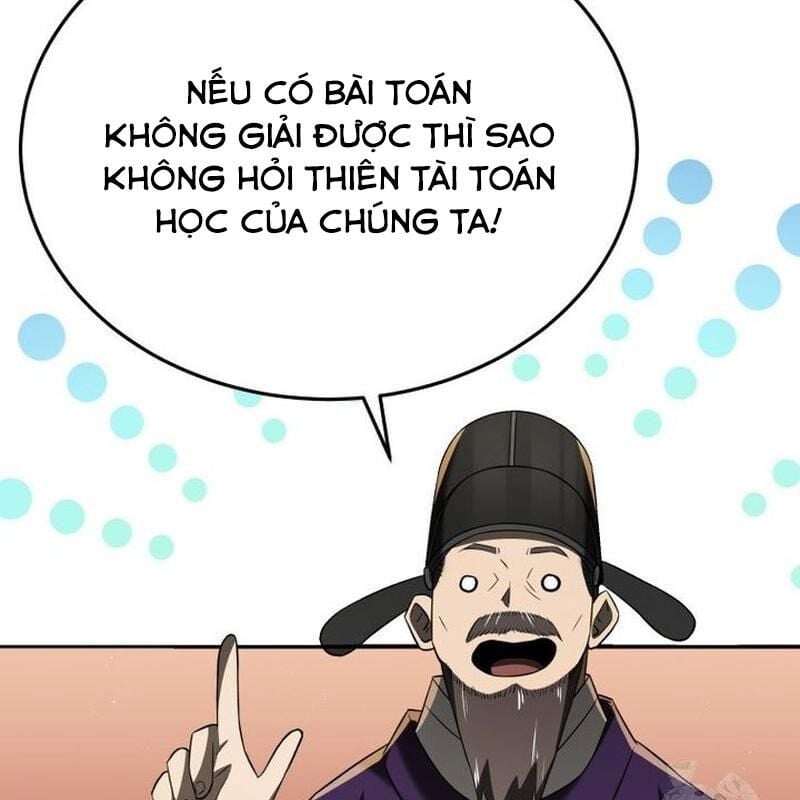 NẾU CÓ BÀI TOÁN
KHÔNG GIẢI ĐƯỢC THÌ SAO
KHÔNG HỎI THIÊN TÀI TOÁN
HỌC CỦA CHÚNG TA!